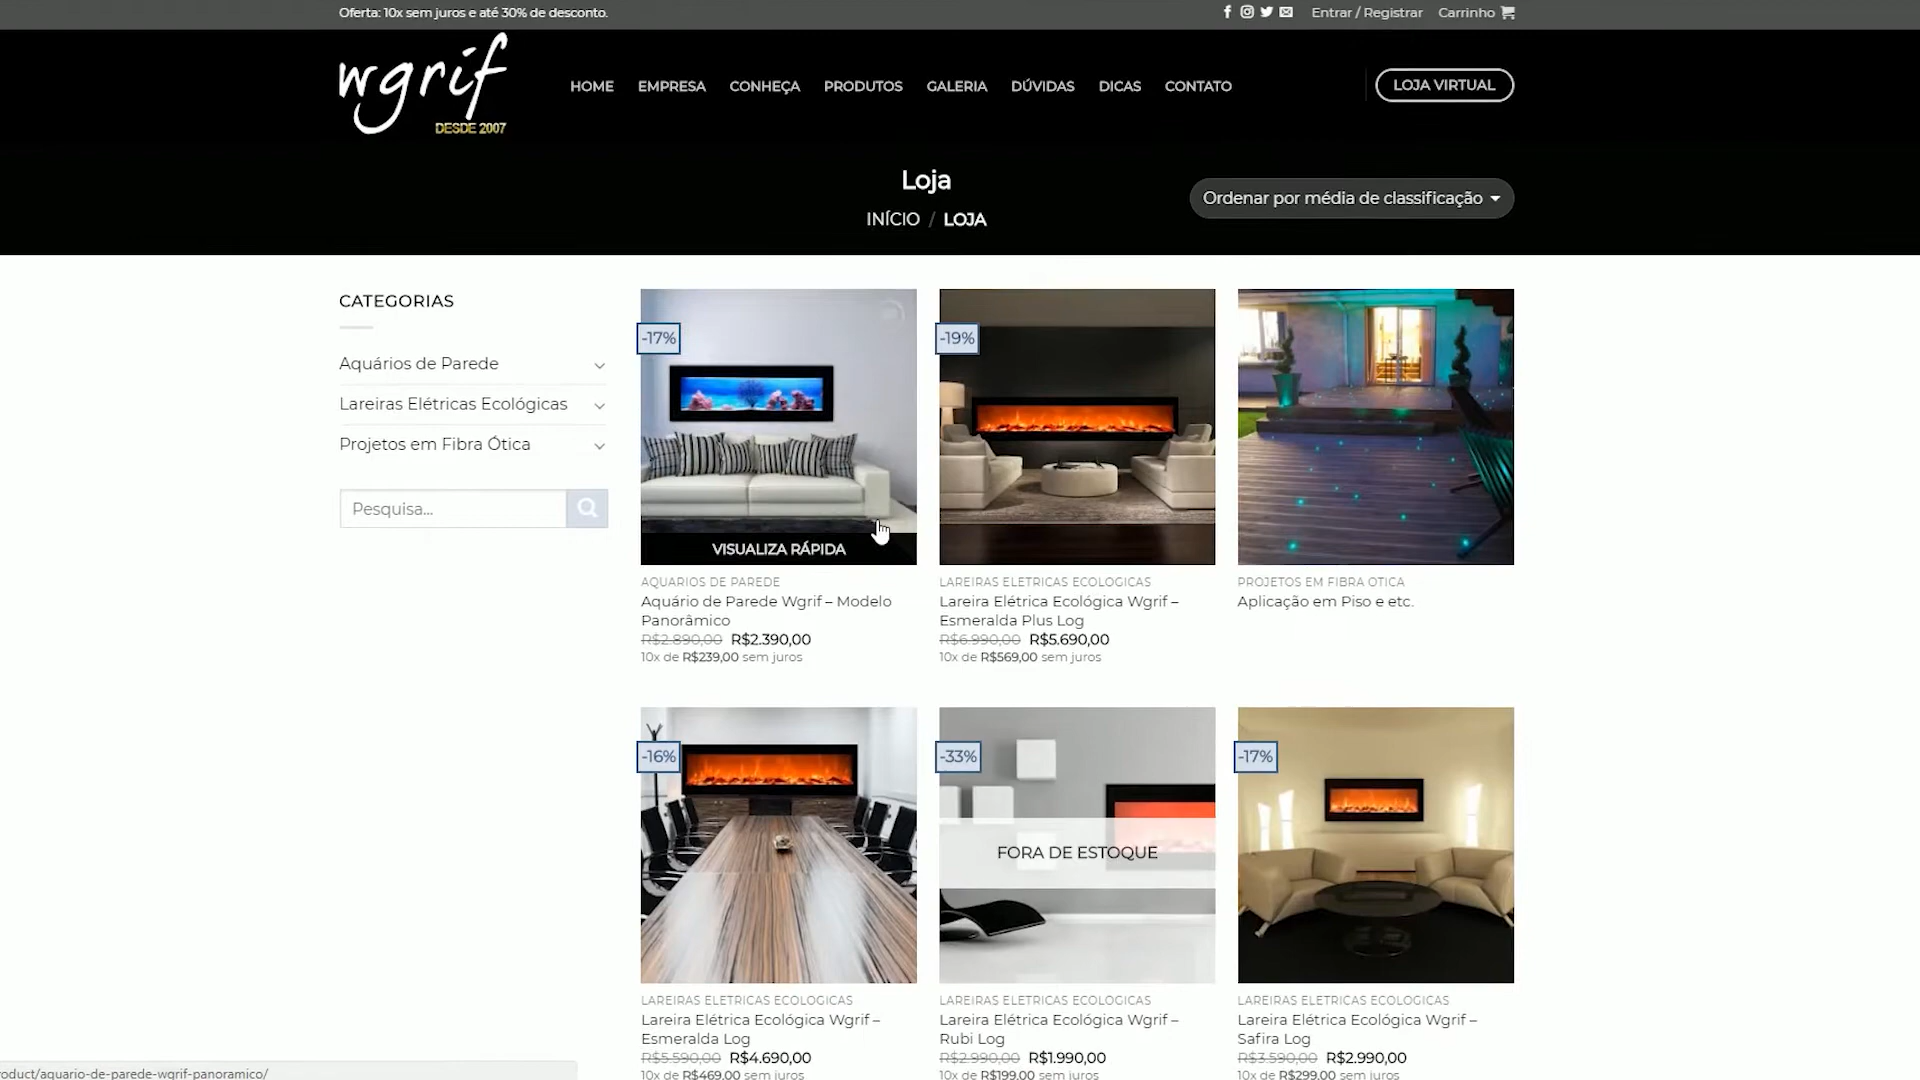 Oferta: 10x sem juros e até 30% de desconto.
Entrar / Registrar
Carrinho
wgrif
DESDE 2007
HOME
EMPRESA
CONHEÇA
PRODUTOS
GALERIA
DÚVIDAS
DICAS
CONTATO
LOJA VIRTUAL
Loja
INÍCIO / LOJA
Ordenar por média de classificação
CATEGORIAS
Aquários de Parede
Lareiras Elétricas Ecológicas
Projetos em Fibra Ótica
Pesquisa...
-17%
VISUALIZA RÁPIDA
AQUARIOS DE PAREDE
Aquário de Parede Wgrif – Modelo
Panorâmico
R$2.890,00 R$2.390,00
10x de R$239,00 sem juros
-19%
LAREIRAS ELETRICAS ECOLOGICAS
Lareira Elétrica Ecológica Wgrif –
Esmeralda Plus Log
R$6.990,00 R$5.690,00
10x de R$569,00 sem juros
PROJETOS EM FIBRA OTICA
Aplicação em Piso e etc.
-16%
LAREIRAS ELETRICAS ECOLOGICAS
Lareira Elétrica Ecológica Wgrif –
Esmeralda Log
R$5.590,00 R$4.690,00
10x de R$469,00 sem juros
-33%
FORA DE ESTOQUE
LAREIRAS ELETRICAS ECOLOGICAS
Lareira Elétrica Ecológica Wgrif –
Rubi Log
R$2.990,00 R$1.990,00
10x de R$199,00 sem juros
-17%
LAREIRAS ELETRICAS ECOLOGICAS
Lareira Elétrica Ecológica Wgrif –
Safira Log
R$3.590,00 R$2.990,00
10x de R$299,00 sem juros
roduct/aquario-de-parede-wgrif-panoramico/